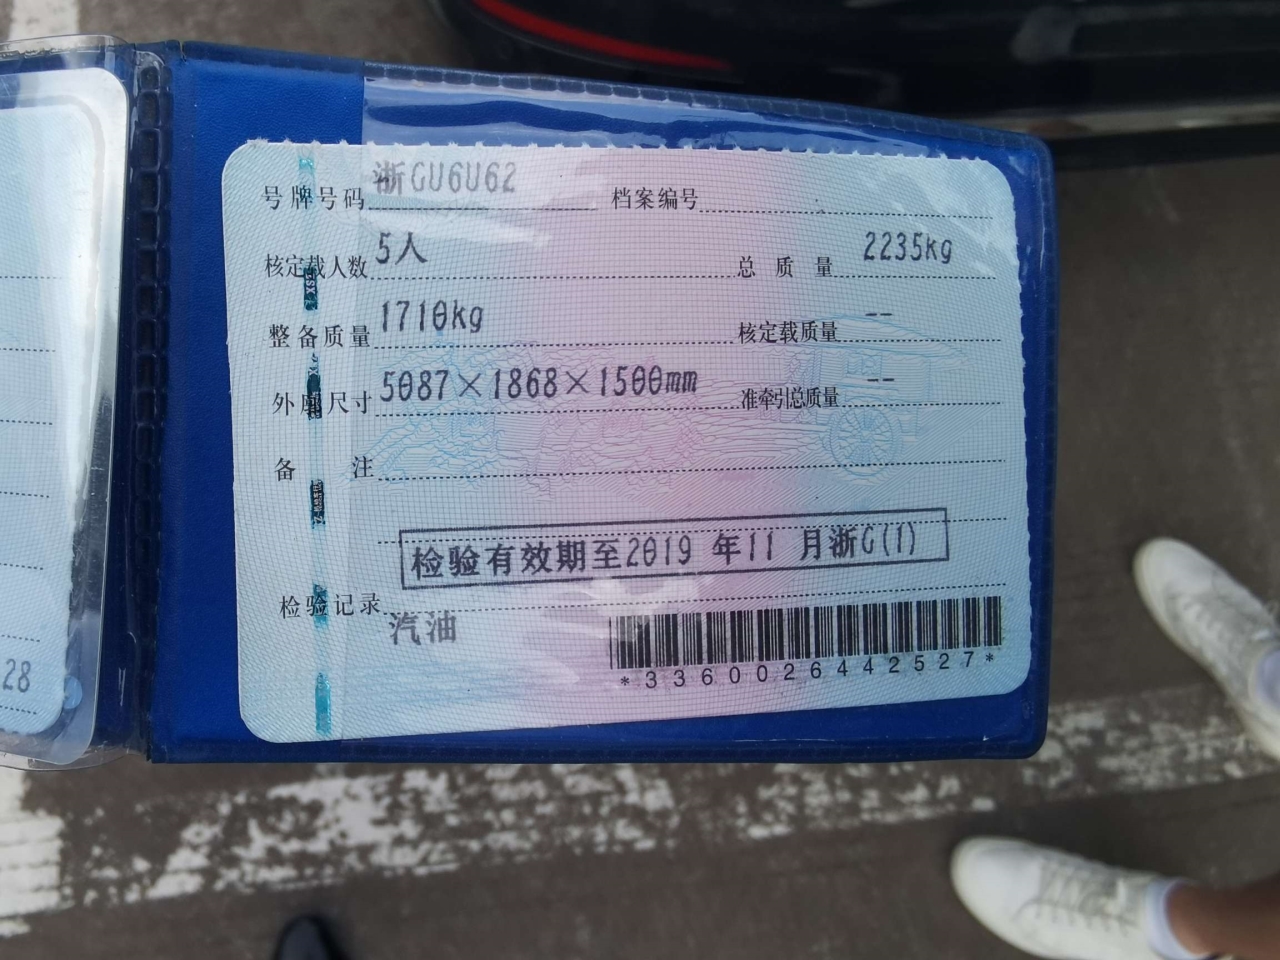 号牌号码 浙GU6U62 档案编号
核定载人数 5人 总质量 2235kg
整备质量 1710kg 核定载质量 --
外廓尺寸 5087×1868×1500mm 准牵引总质量 --
备注
检验有效期至2019 年11 月浙G(1)
检验记录
汽油
*3360026442527*
28